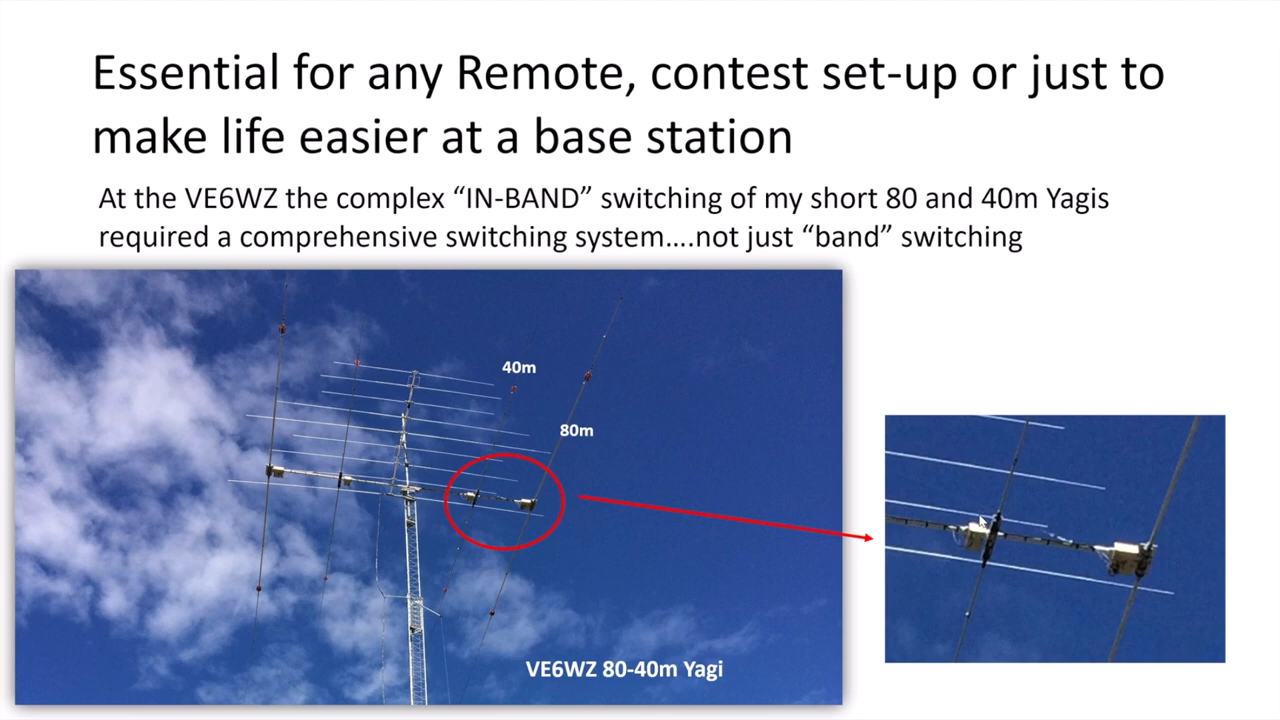 Essential for any Remote, contest set-up or just to
make life easier at a base station
At the VE6WZ the complex “IN-BAND” switching of my short 80 and 40m Yagis
required a comprehensive switching system….not just “band” switching
40m
80m
VE6WZ 80-40m Yagi